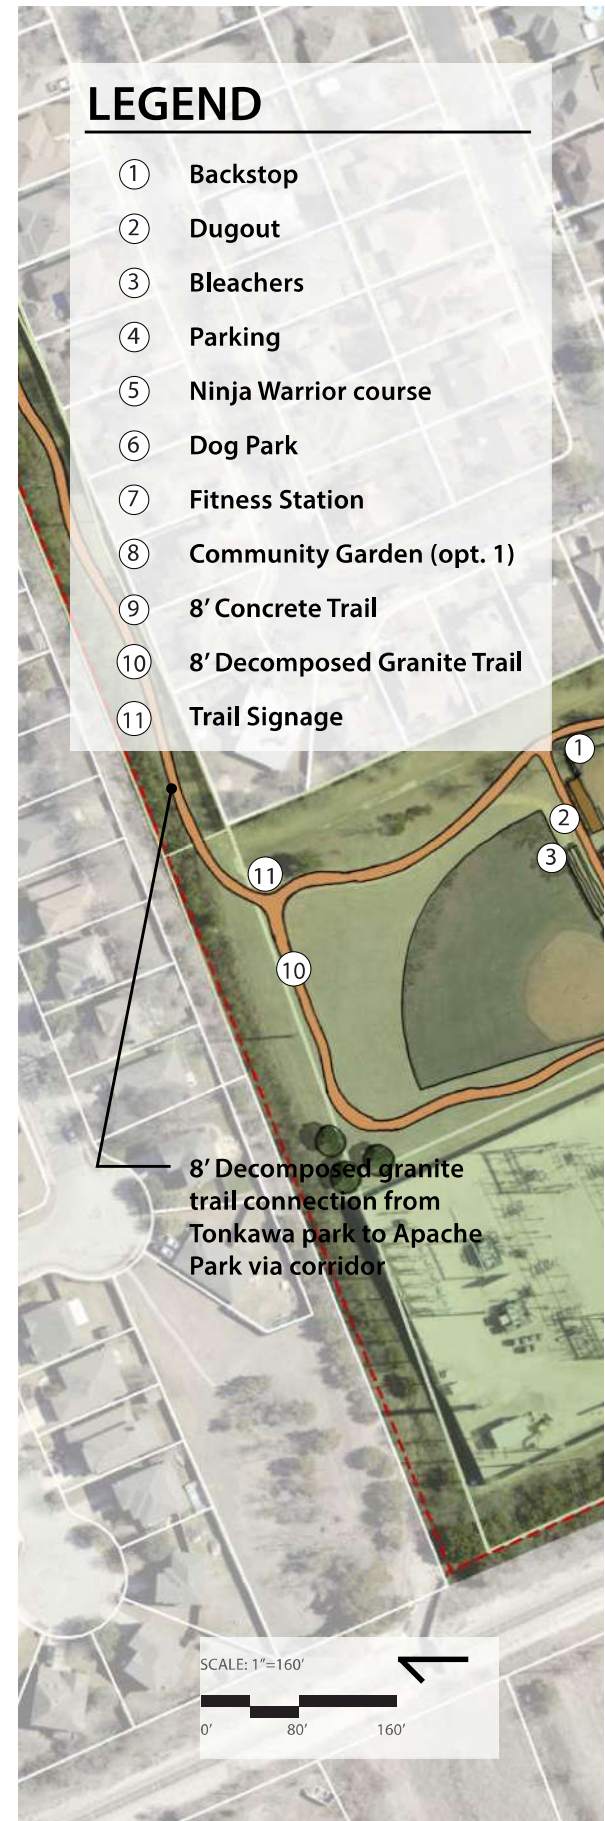 LEGEND
1 Backstop
2 Dugout
3 Bleachers
4 Parking
5 Ninja Warrior course
6 Dog Park
7 Fitness Station
8 Community Garden (opt. 1)
9 8’ Concrete Trail
10 8’ Decomposed Granite Trail
11 Trail Signage
1
2
3
11
10
8’ Decomposed granite
trail connection from
Tonkawa park to Apache
Park via corridor
SCALE: 1”=160’
0’ 80’ 160’